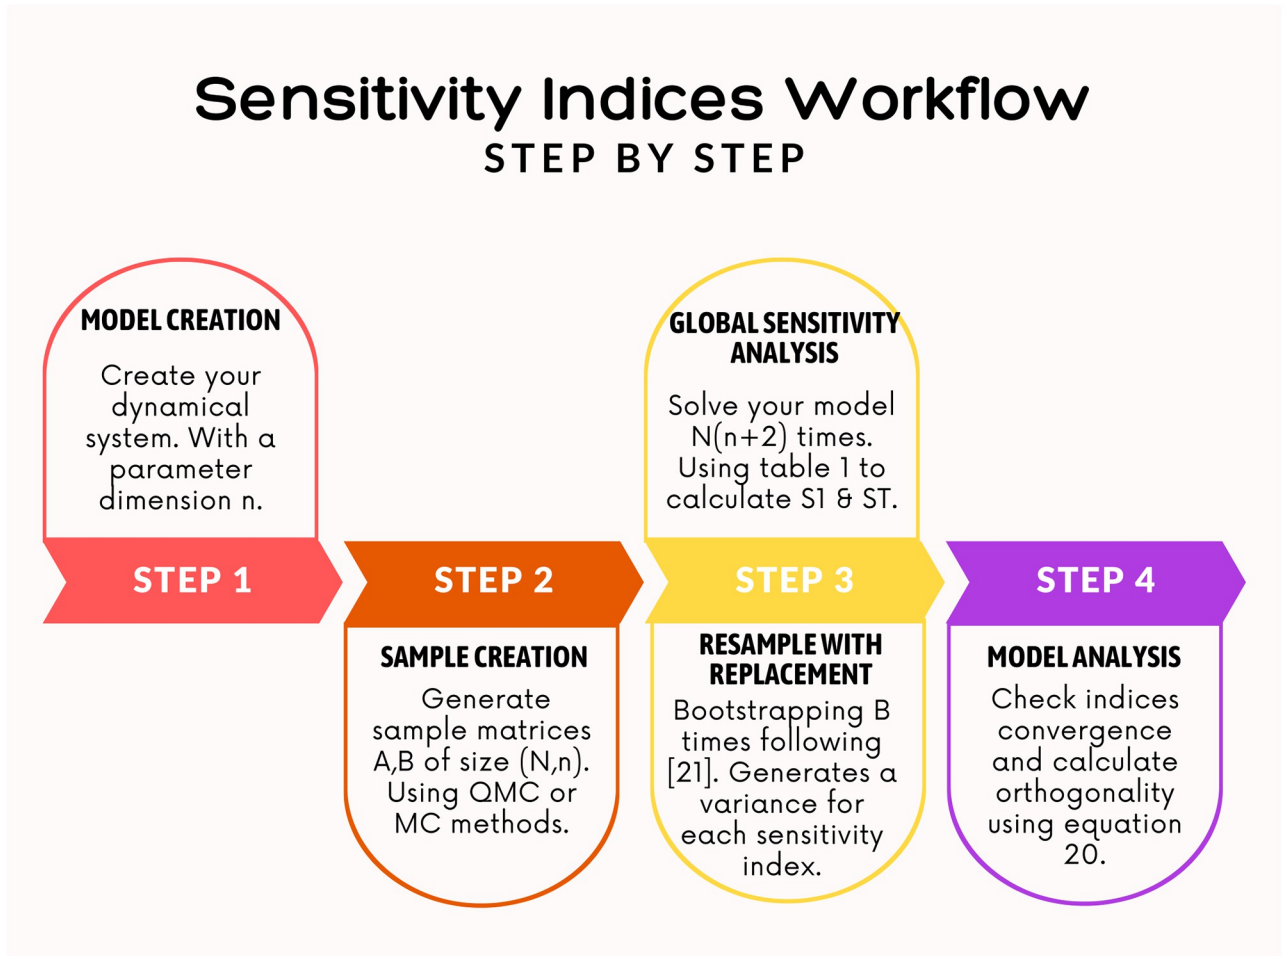 Sensitivity Indices Workflow
STEP BY STEP
MODEL CREATION
Create your
dynamical
system. With a
parameter
dimension n.
STEP 1
STEP 2
SAMPLE CREATION
Generate
sample matrices
A,B of size (N,n).
Using QMC or
MC methods.
GLOBAL SENSITIVITY
ANALYSIS
Solve your model
N(n+2) times.
Using table 1 to
calculate S1 & ST.
STEP 3
RESAMPLE WITH
REPLACEMENT
Bootstrapping B
times following
[21]. Generates a
variance for
each sensitivity
index.
STEP 4
MODEL ANALYSIS
Check indices
convergence
and calculate
orthogonality
using equation
20.